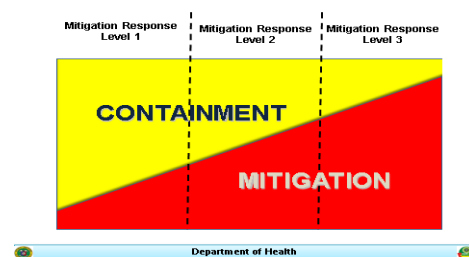 Mitigation Response
Level 1
Mitigation Response
Level 2
Mitigation Response
Level 3
CONTAINMENT
MITIGATION
Department of Health